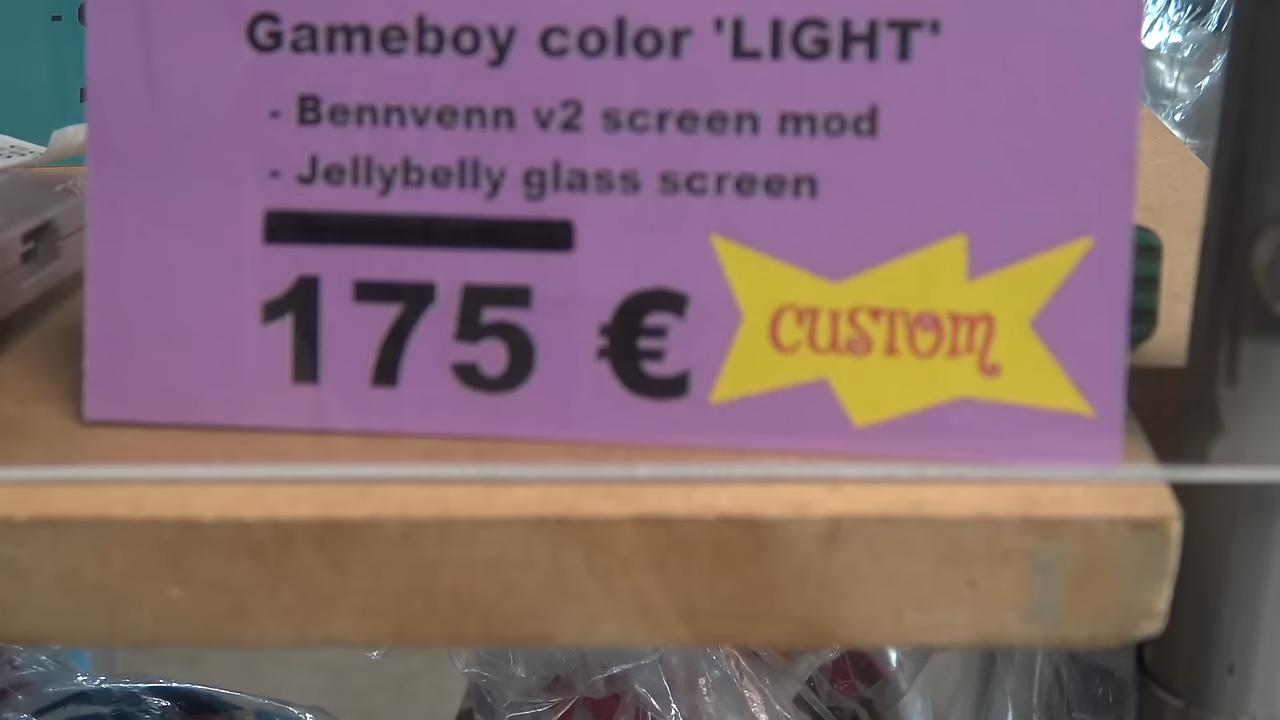 Gameboy color 'LIGHT'
- Bennvenn v2 screen mod
- Jellybelly glass screen
175 €
CUSTOM